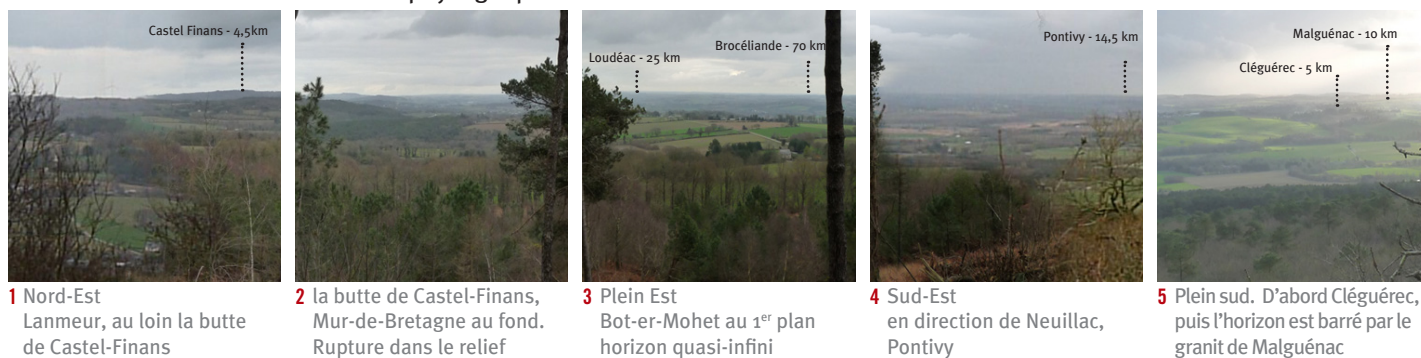 Castel Finans - 4,5km
Loudéac - 25 km
Brocéliande - 70 km
Pontivy - 14,5 km
Malguénac - 10 km
Cléguérec - 5 km
1 Nord-Est
Lanmeur, au loin la butte
de Castel-Finans
2 la butte de Castel-Finans,
Mur-de-Bretagne au fond.
Rupture dans le relief
3 Plein Est
Bot-er-Mohet au 1er plan
horizon quasi-infini
4 Sud-Est
en direction de Neuillac,
Pontivy
5 Plein sud. D'abord Cléguérec,
puis l'horizon est barré par le
granit de Malguénac